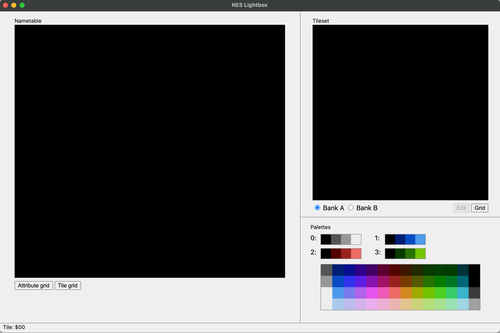 NES Lightbox
Nametable
Tileset
Bank A
Bank B
Edit
Grid
Palettes
0:
1:
2:
3:
Attribute grid
Tile grid
Tile: $00